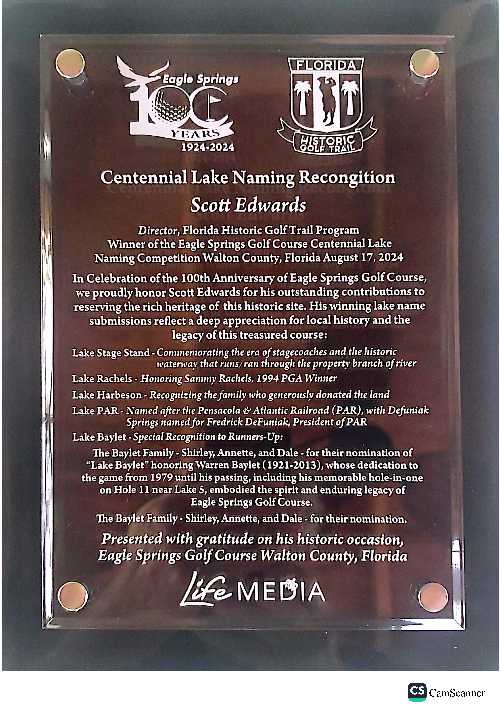 Eagle Springs
100
YEARS
1924-2024
FLORIDA
HISTORIC
GOLF TRAIL
Centennial Lake Naming Recongition
Scott Edwards
Director, Florida Historic Golf Trail Program
Winner of the Eagle Springs Golf Course Centennial Lake
Naming Competition Walton County, Florida August 17, 2024
In Celebration of the 100th Anniversary of Eagle Springs Golf Course,
we proudly honor Scott Edwards for his outstanding contributions to
reserving the rich heritage of this historic site. His winning lake name
submissions reflect a deep appreciation for local history and the
legacy of this treasured course:
Lake Stage Stand - Commemorating the era of stagecoaches and the historic
waterway that runs/ran through the property branch of river
Lake Rachels - Honoring Sammy Rachels, 1994 PGA Winner
Lake Harbeson - Recognizing the family who generously donated the land
Lake PAR - Named after the Pensacola & Atlantic Railroad (PAR), with Defuniak
Springs named for Fredrick DeFuniak, President of PAR
Lake Baylet - Special Recognition to Runners-Up:
The Baylet Family - Shirley, Annette, and Dale - for their nomination of
"Lake Baylet" honoring Warren Baylet (1921-2013), whose dedication to
the game from 1979 until his passing, including his memorable hole-in-one
on Hole 11 near Lake 5, embodied the spirit and enduring legacy of
Eagle Springs Golf Course.
The Baylet Family - Shirley, Annette, and Dale - for their nomination.
Presented with gratitude on his historic occasion,
Eagle Springs Golf Course Walton County, Florida
Life MEDIA
CS CamScanner